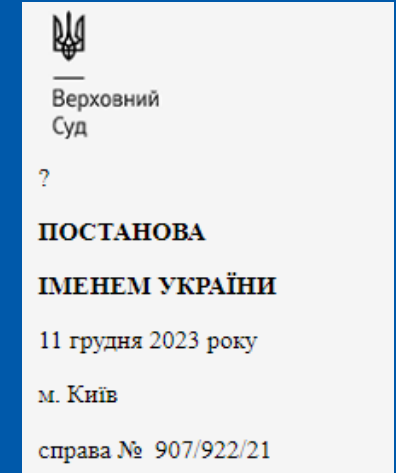 Верховний
Суд
?
ПОСТАНОВА
ІМЕНЕМ УКРАЇНИ
11 грудня 2023 року
м. Київ
справа № 907/922/21